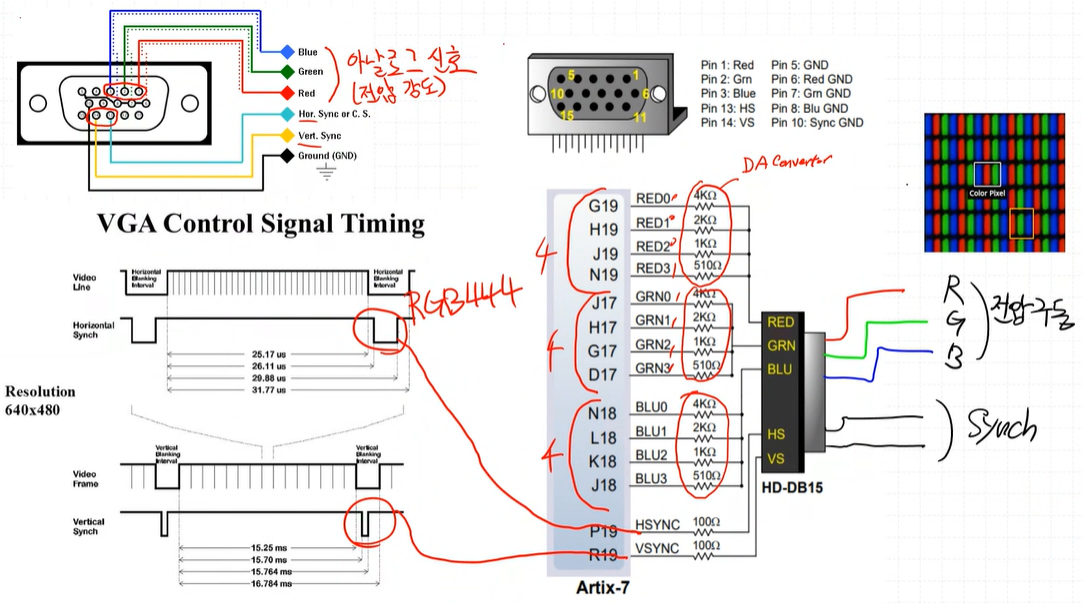 Blue
Green
Red
Hor. Sync or C. S.
Vert. Sync
Ground (GND)
아날로그 신호
(전압 강도)
5
1
10
6
15
11
Pin 1: Red Pin 5: GND
Pin 2: Grn Pin 6: Red GND
Pin 3: Blue Pin 7: Grn GND
Pin 13: HS Pin 8: Blu GND
Pin 14: VS Pin 10: Sync GND
Color Pixel
VGA Control Signal Timing
Video Line
Horizontal Blanking Interval
Horizontal Blanking Interval
Horizontal Synch
RGB444
25.17 us
26.11 us
29.88 us
31.77 us
Resolution
640x480
Vertical Blanking Interval
Vertical Blanking Interval
Video Frame
Vertical Synch
15.25 ms
15.70 ms
15.764 ms
16.784 ms
DA Convertor
4
G19 RED0 4KΩ
H19 RED1 2KΩ
J19 RED2 1KΩ
N19 RED3 510Ω
4
J17 GRN0 4KΩ
H17 GRN1 2KΩ
G17 GRN2 1KΩ
D17 GRN3 510Ω
4
N18 BLU0 4KΩ
L18 BLU1 2KΩ
K18 BLU2 1KΩ
J18 BLU3 510Ω
P19 HSYNC 100Ω
R19 VSYNC 100Ω
Artix-7
RED
GRN
BLU
HS
VS
HD-DB15
R
G
B
Synch